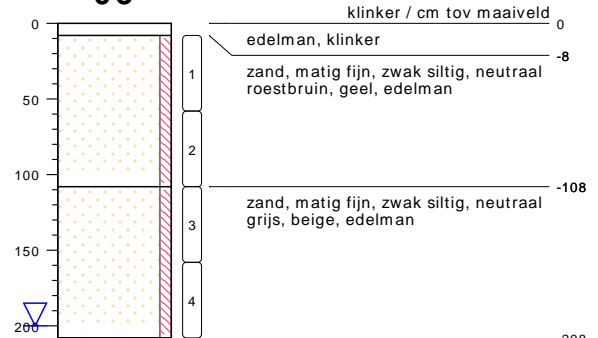 klinker / cm tov maaiveld
0
0
edelman, klinker
-8
1
zand, matig fijn, zwak siltig, neutraal
roestbruin, geel, edelman
50
2
100
-108
zand, matig fijn, zwak siltig, neutraal
grijs, beige, edelman
3
150
4
200